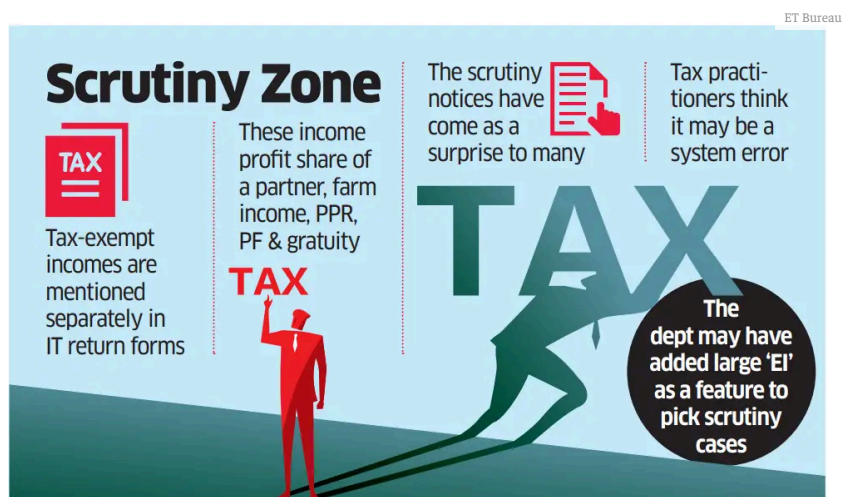 ET Bureau
Scrutiny Zone
TAX
Tax-exempt
incomes are
mentioned
separately in
IT return forms
These income
profit share of
a partner, farm
income, PPR,
PF & gratuity
TAX
The scrutiny
notices have
come as a
surprise to many
Tax practi-
tioners think
it may be a
system error
TAX
The
dept may have
added large ‘EI’
as a feature to
pick scrutiny
cases